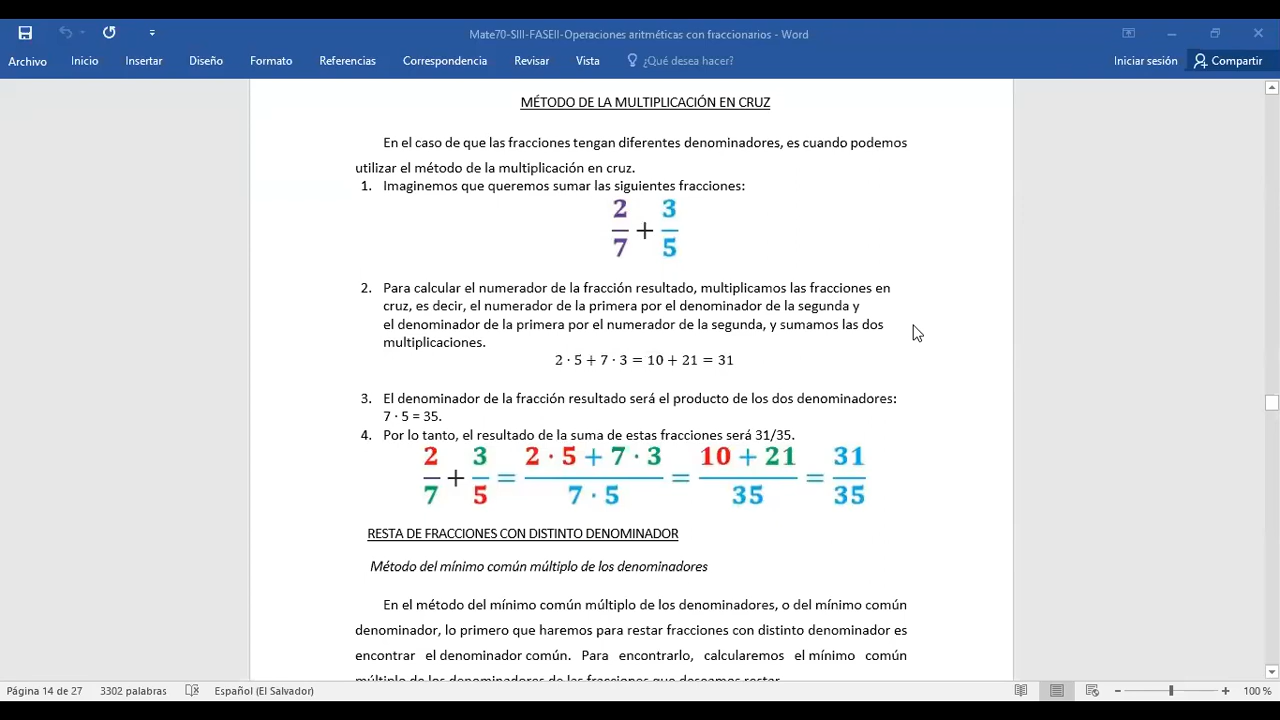 Mate70-SIII-FASEII-Operaciones aritméticas con fraccionarios - Word
Archivo Inicio Insertar Diseño Formato Referencias Correspondencia Revisar Vista ¿Qué desea hacer? Iniciar sesión Compartir
MÉTODO DE LA MULTIPLICACIÓN EN CRUZ
En el caso de que las fracciones tengan diferentes denominadores, es cuando podemos
utilizar el método de la multiplicación en cruz.
1. Imaginemos que queremos sumar las siguientes fracciones:
2/7 + 3/5
2. Para calcular el numerador de la fracción resultado, multiplicamos las fracciones en
cruz, es decir, el numerador de la primera por el denominador de la segunda y
el denominador de la primera por el numerador de la segunda, y sumamos las dos
multiplicaciones.
2 · 5 + 7 · 3 = 10 + 21 = 31
3. El denominador de la fracción resultado será el producto de los dos denominadores:
7 · 5 = 35.
4. Por lo tanto, el resultado de la suma de estas fracciones será 31/35.
2/7 + 3/5 = (2 · 5 + 7 · 3)/(7 · 5) = (10 + 21)/35 = 31/35
RESTA DE FRACCIONES CON DISTINTO DENOMINADOR
Método del mínimo común múltiplo de los denominadores
En el método del mínimo común múltiplo de los denominadores, o del mínimo común
denominador, lo primero que haremos para restar fracciones con distinto denominador es
encontrar el denominador común. Para encontrarlo, calcularemos el mínimo común
múltiplo de los denominadores de las fracciones que deseamos restar
Página 14 de 27 3302 palabras Español (El Salvador) 100 %